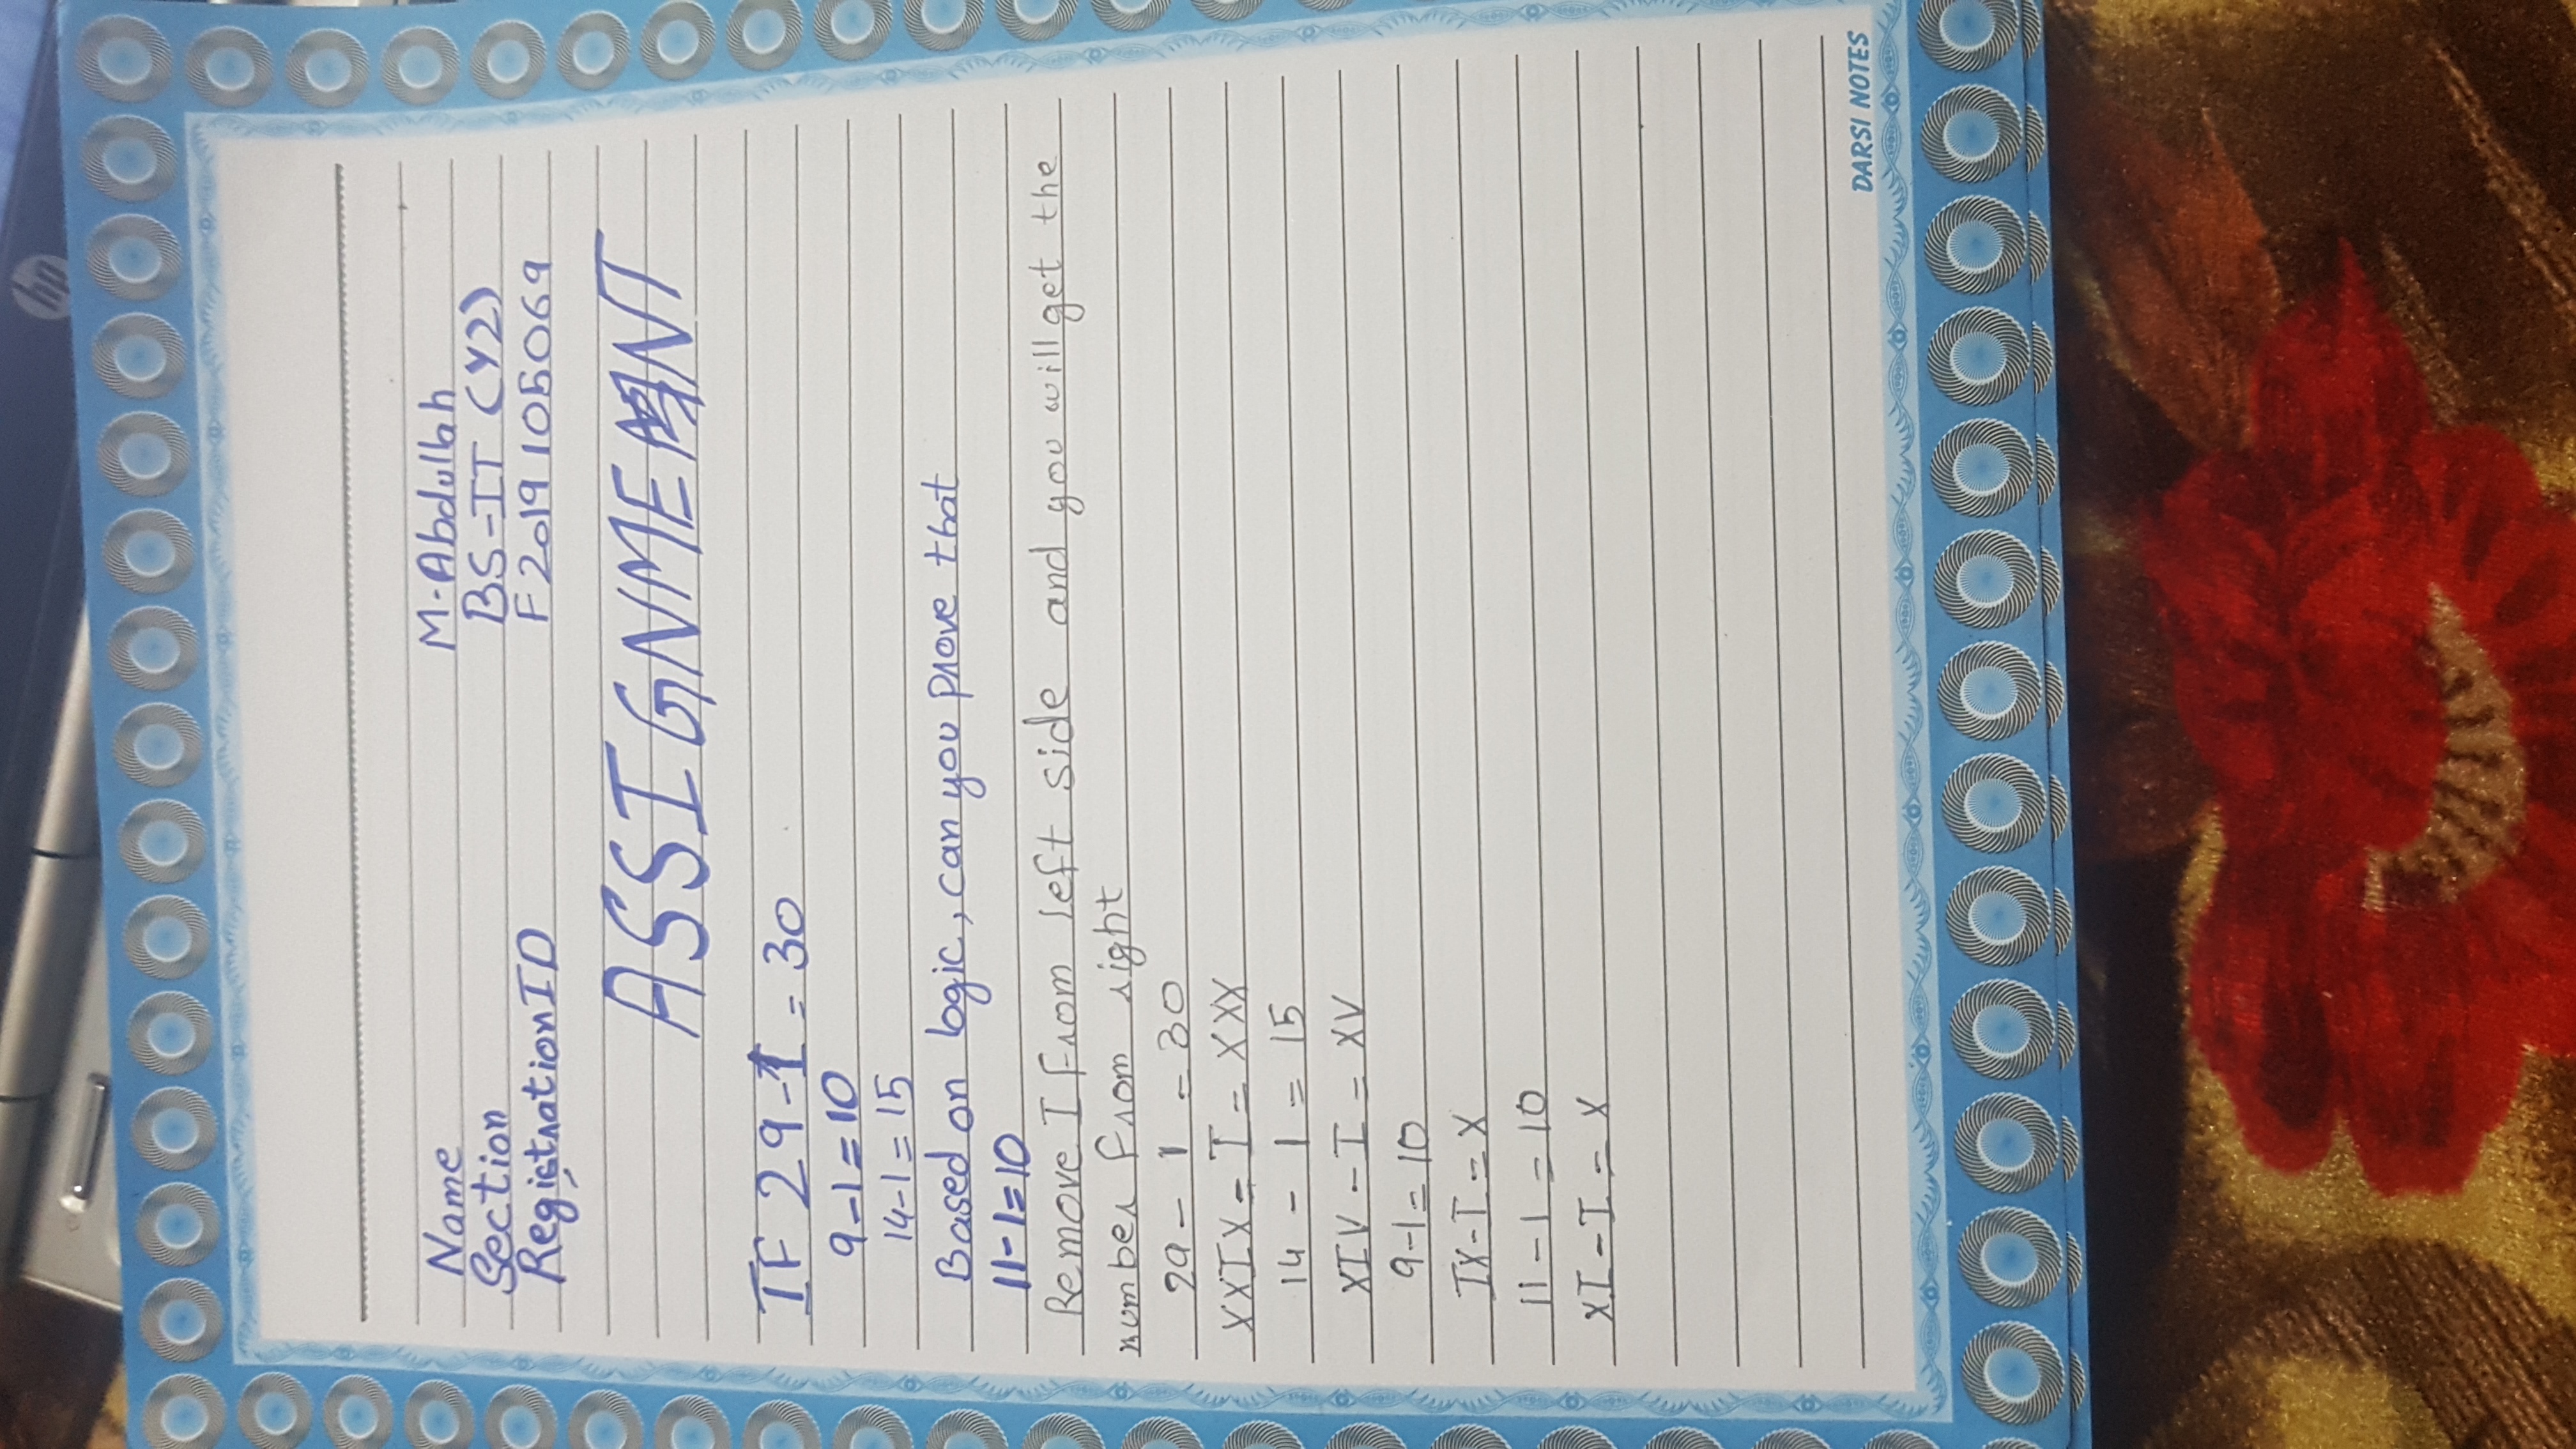 hp
Name M-Abdullah
Section BS-IT (Y2)
Registration ID F2019105069
ASSIGNMENT
IF 29-1 = 30
9-1=10
14-1=15
Based on logic, can you prove that
11-1=10
Remove I from left side and you will get the
number from right
29 - 1 = 30
XXIX = I = XXX
14 - 1 = 15
XIV - I = XV
9-1= 10
IX-I = X
11-1 = 10
XI-I = X
DARSI NOTES